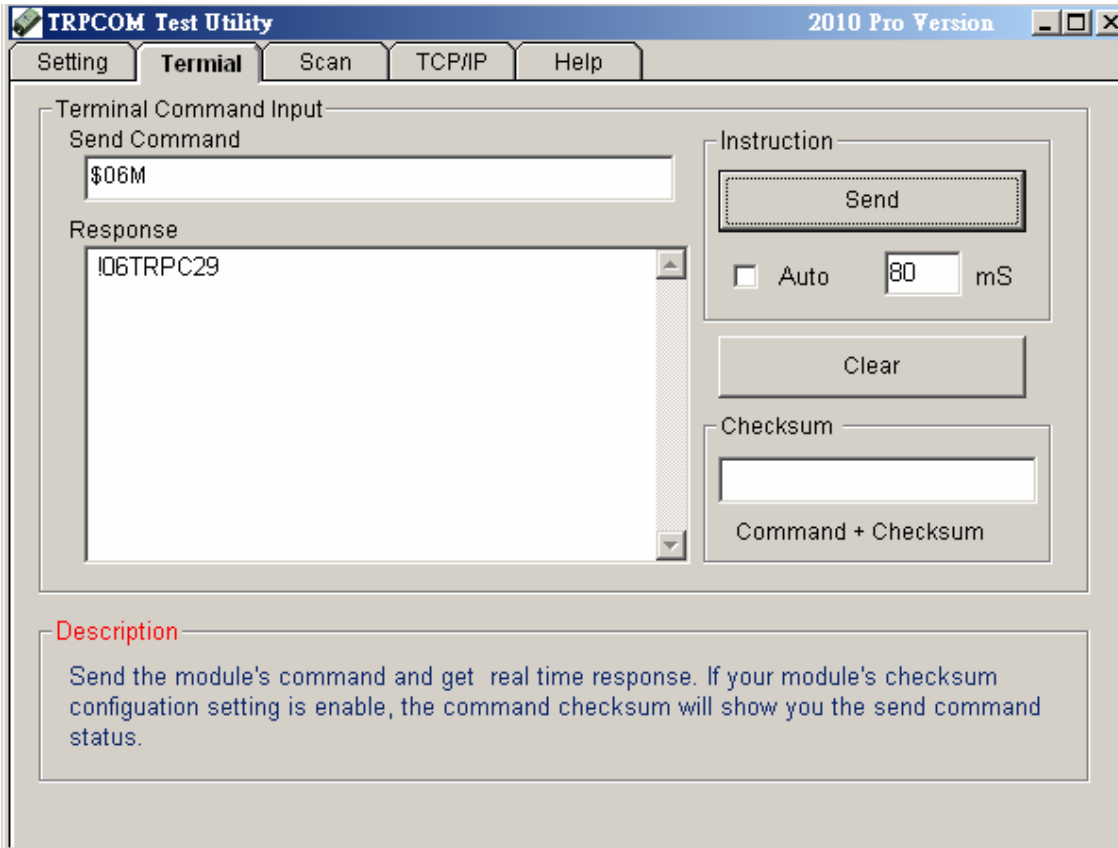 TRPCOM Test Utility 2010 Pro Version
Setting Termial Scan TCP/IP Help
Terminal Command Input
Send Command
$06M
Response
!06TRPC29
Instruction
Send
Auto 80 mS
Clear
Checksum
Command + Checksum
Description
Send the module's command and get real time response. If your module's checksum
configuation setting is enable, the command checksum will show you the send command
status.